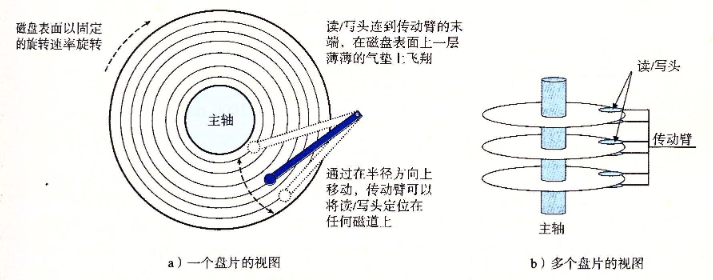 磁盘表面以固定
的旋转速率旋转
读/写头连到传动臂的末
端，在磁盘表面上一层
薄薄的气垫上飞翔
主轴
通过在半径方向上
移动，传动臂可以
将读/写头定位在
任何磁道上
a）一个盘片的视图
读/写头
传动臂
主轴
b）多个盘片的视图